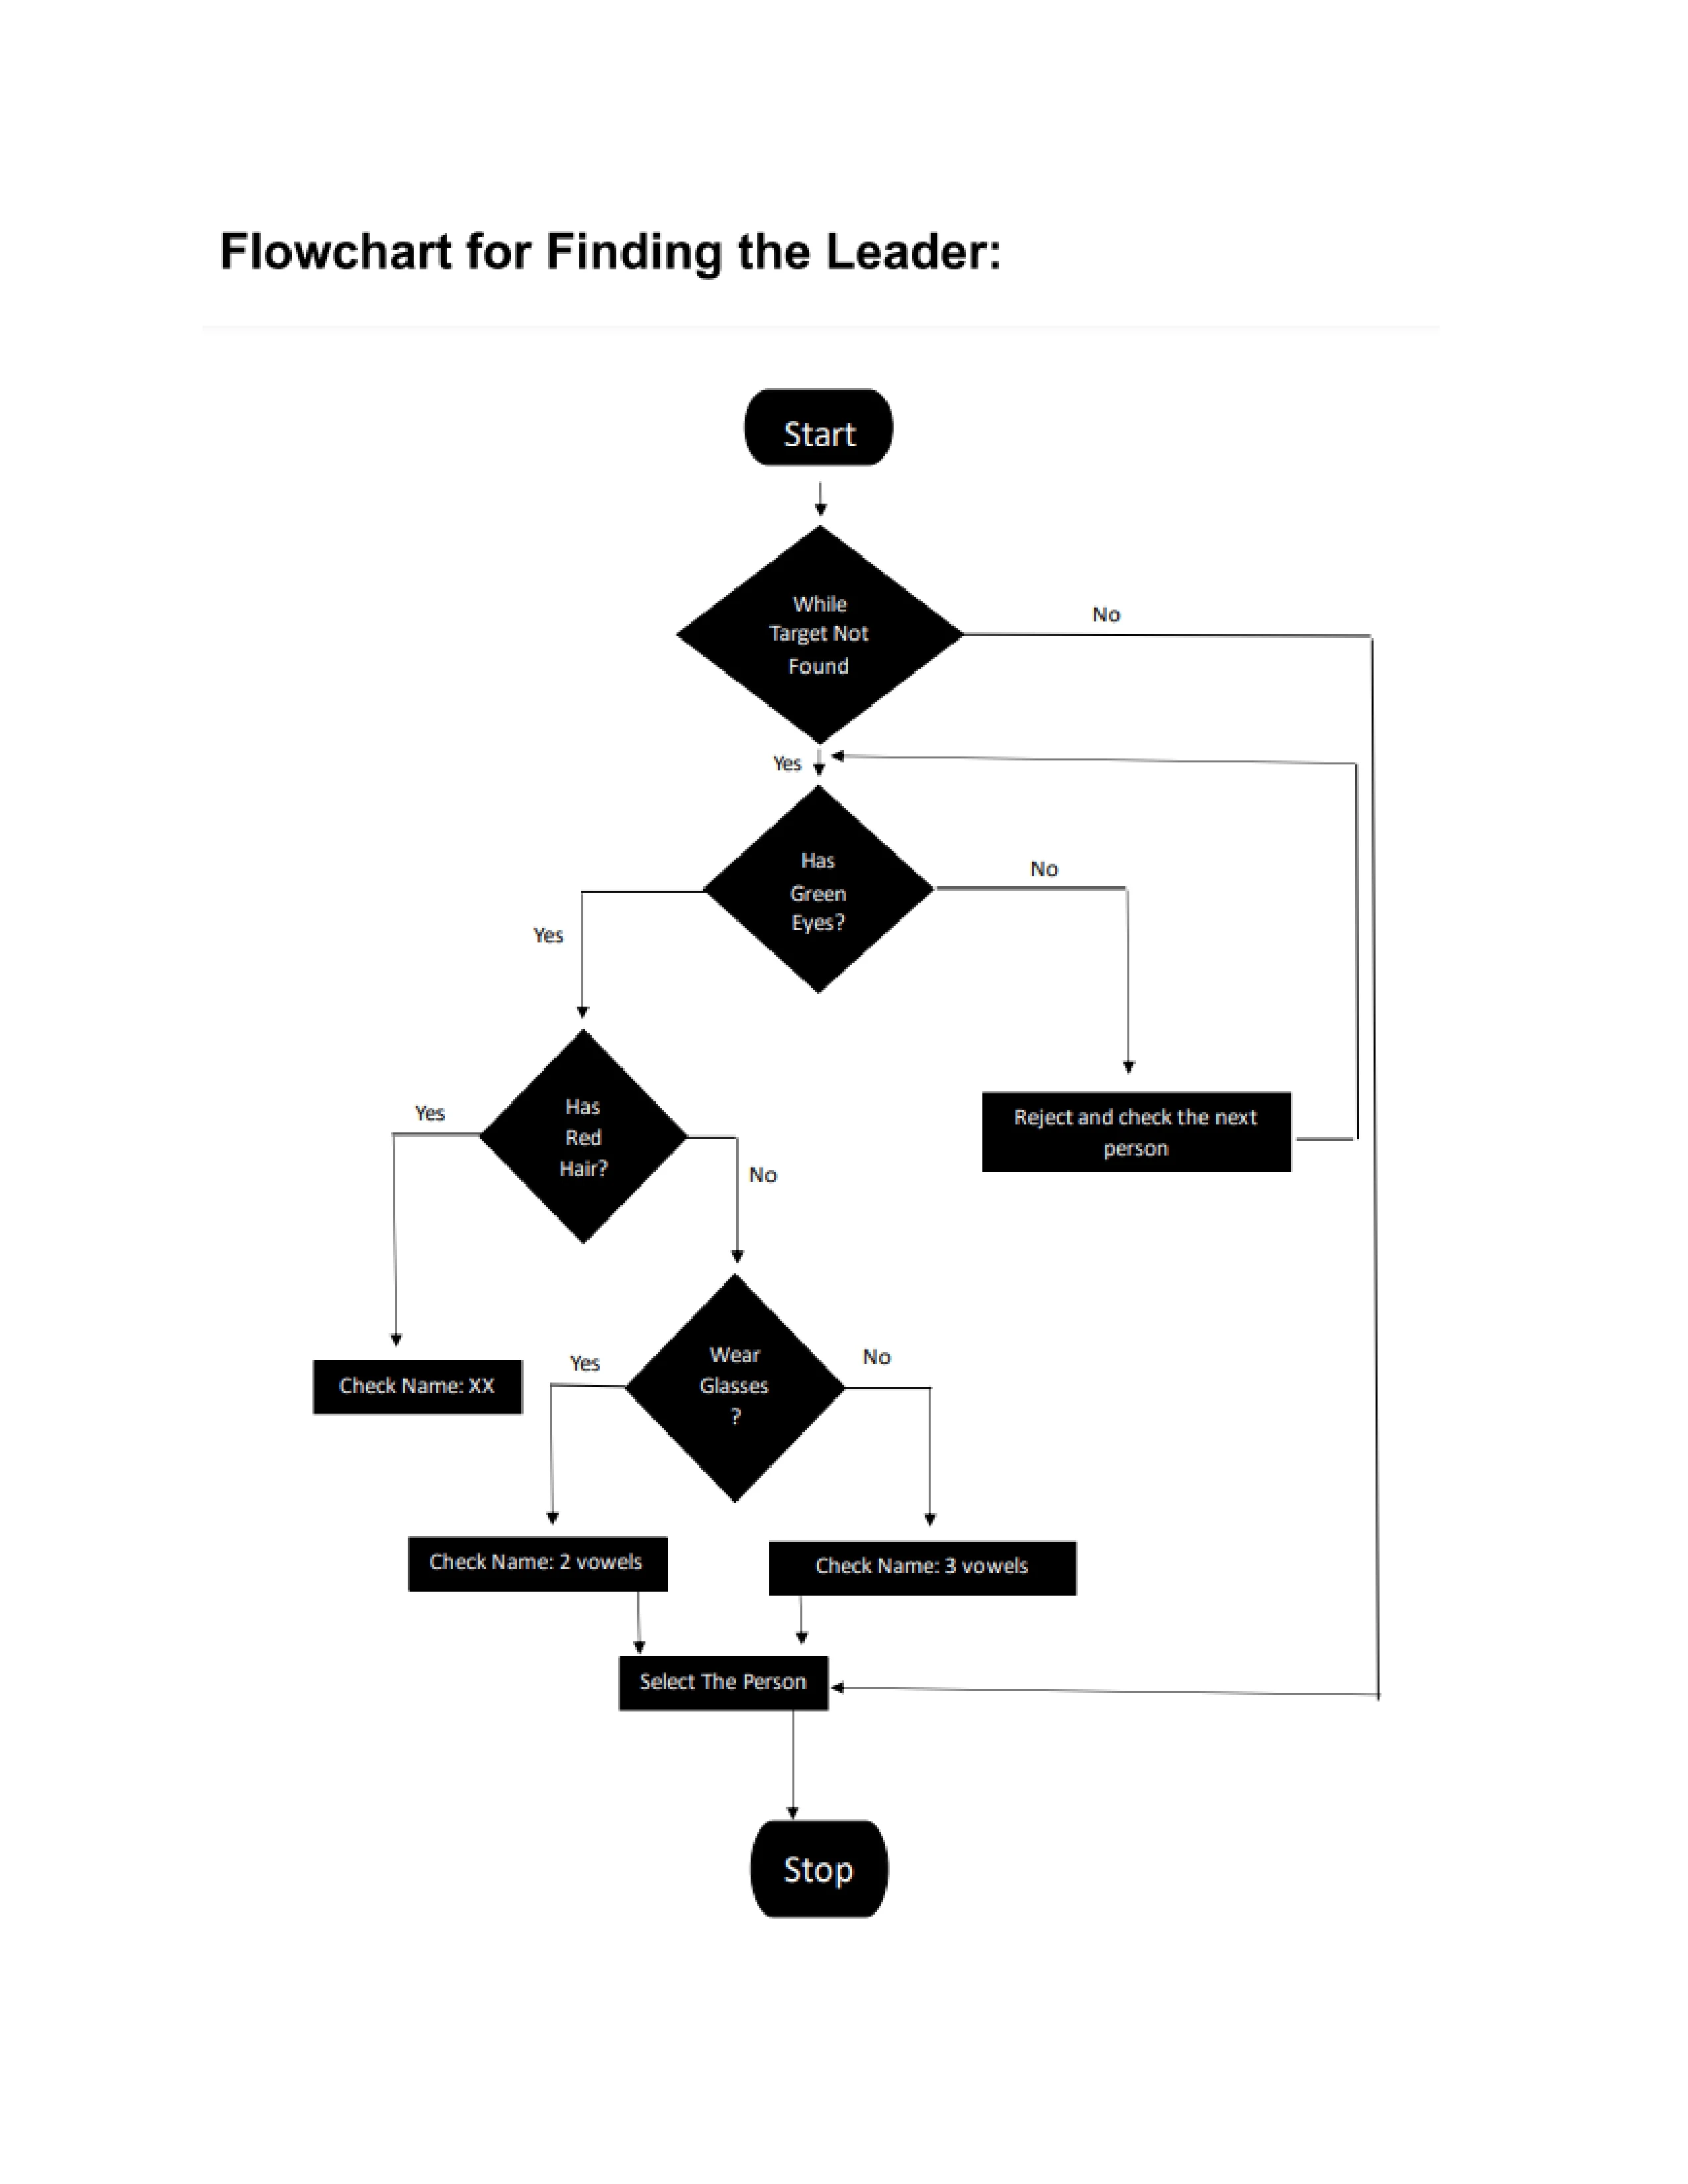 Flowchart for Finding the Leader:
Start
While
Target Not
Found
No
Yes
Has
Green
Eyes?
No
Yes
Has
Red
Hair?
Yes
No
Reject and check the next
person
Wear
Glasses
?
Yes
No
Check Name: XX
Check Name: 2 vowels
Check Name: 3 vowels
Select The Person
Stop